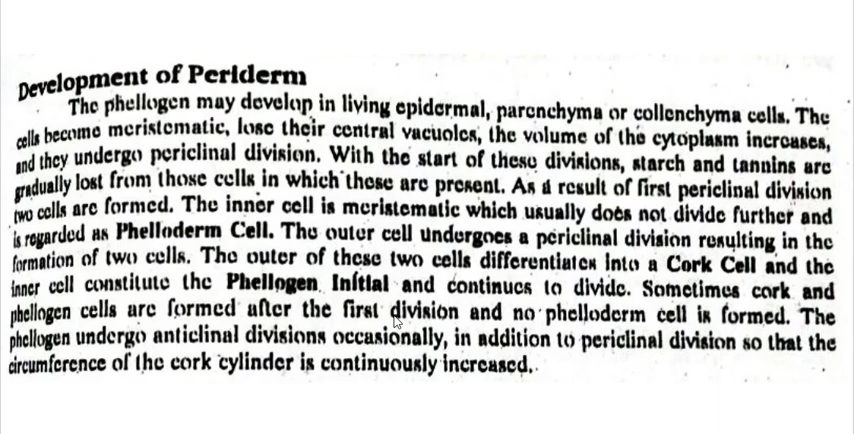 Development of Periderm
The phellogen may develop in living epidermal, parenchyma or collenchyma cells. The
cells become meristematic, lose their central vacuoles, the volume of the cytoplasm increases,
and they undergo periclinal division. With the start of these divisions, starch and tannins are
gradually lost from those cells in which these are present. As a result of first periclinal division
two cells are formed. The inner cell is meristematic which usually does not divide further and
is regarded as Phelloderm Cell. The outer cell undergoes a periclinal division resulting in the
formation of two cells. The outer of these two cells differentiates into a Cork Cell and the
inner cell constitute the Phellogen Initial and continues to divide. Sometimes cork and
phellogen cells are formed after the first division and no phelloderm cell is formed. The
phellogen undergo anticlinal divisions occasionally, in addition to periclinal division so that the
circumference of the cork cylinder is continuously increased.